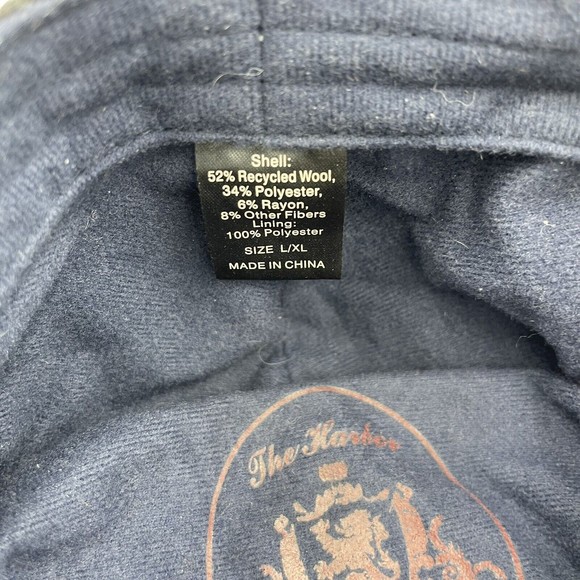 Shell:
52% Recycled Wool,
34% Polyester,
6% Rayon,
8% Other Fibers
Lining:
100% Polyester
SIZE L/XL
MADE IN CHINA
The